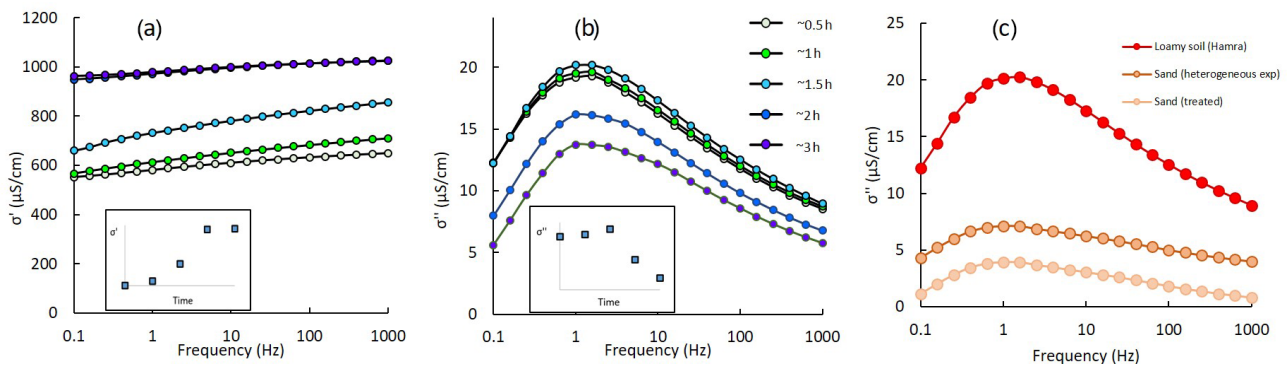 (a)
1200
1000
800
600
400
200
0
σ' (µS/cm)
0.1 1 10 100 1000
Frequency (Hz)
σ'
Time
(b)
20
15
10
5
0
σ'' (µS/cm)
0.1 1 10 100 1000
Frequency (Hz)
σ''
Time
~0.5 h
~1 h
~1.5 h
~2 h
~3 h
(c)
25
20
15
10
5
0
σ'' (µS/cm)
0.1 1 10 100 1000
Frequency (Hz)
Loamy soil (Hamra)
Sand (heterogeneous exp)
Sand (treated)